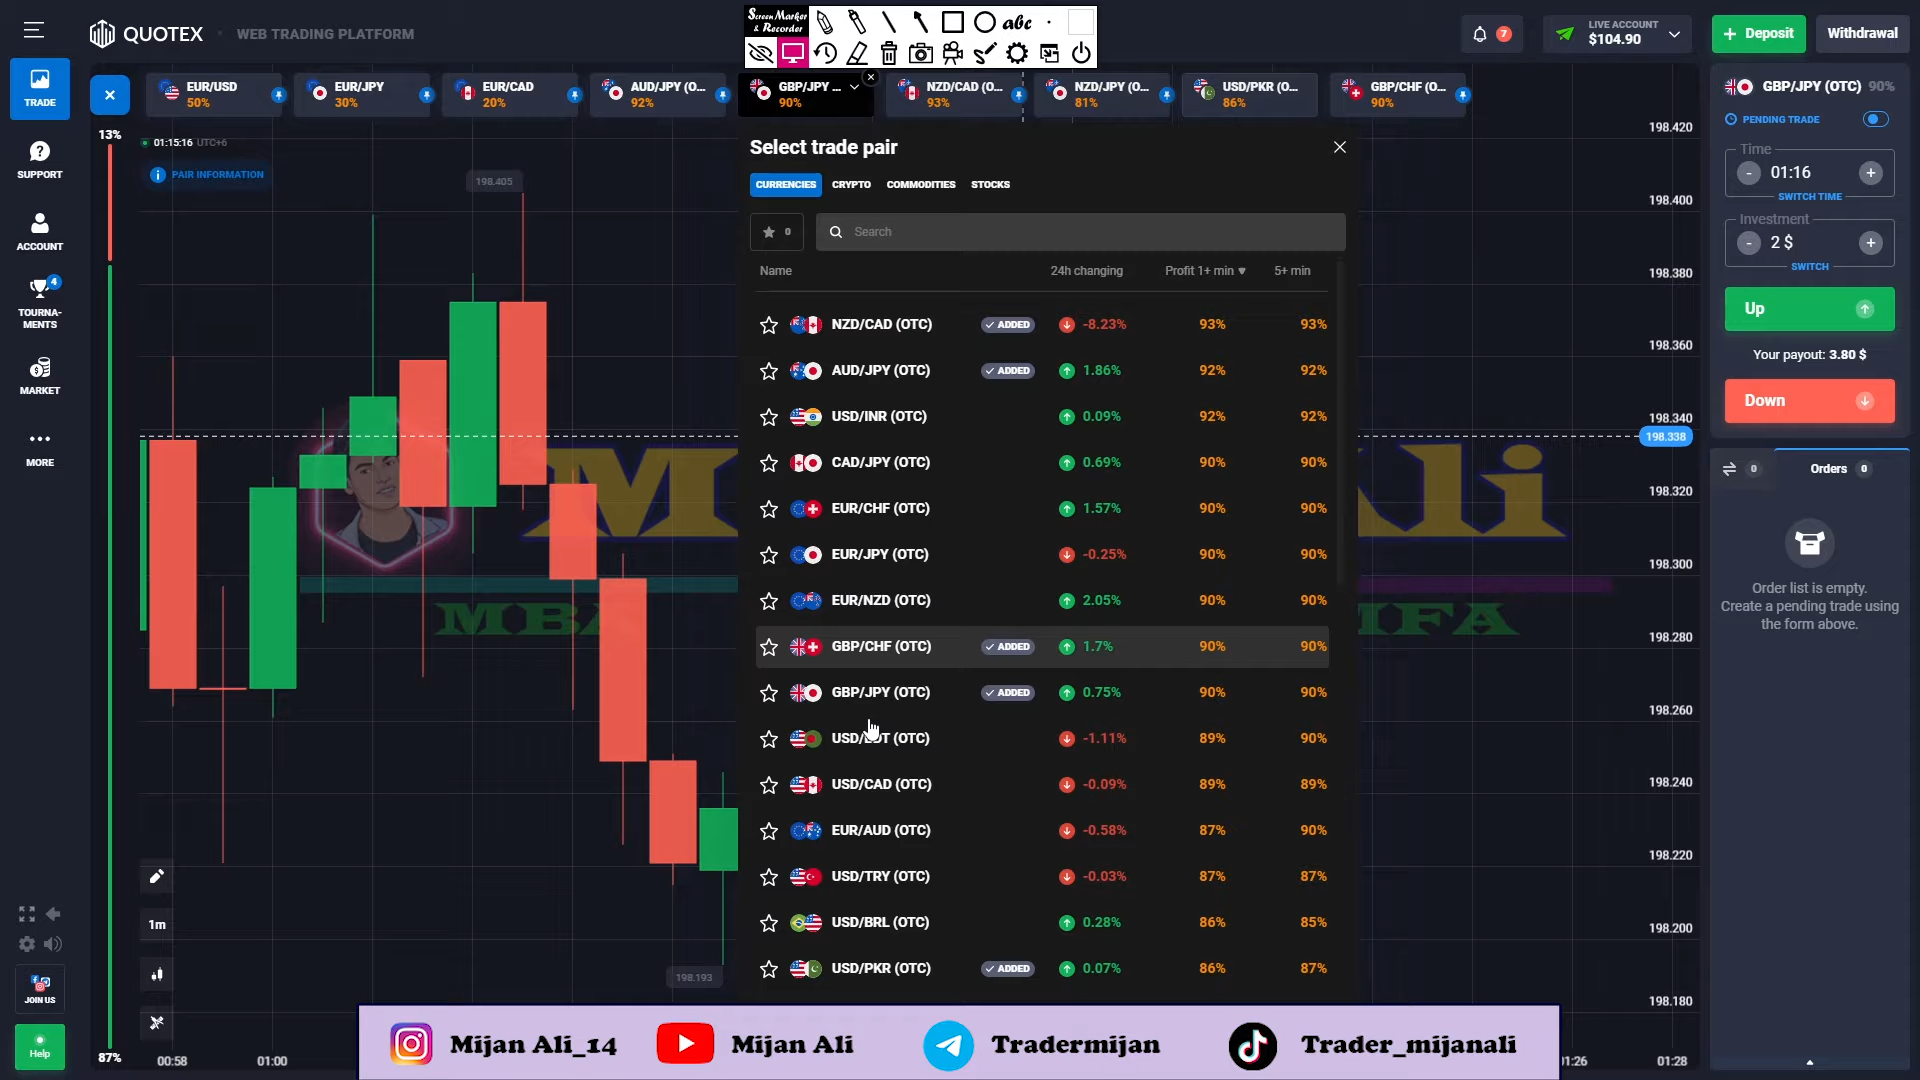 QUOTEX
WEB TRADING PLATFORM
Screen Marker
& Recorder
abc
7
LIVE ACCOUNT
$104.90
+ Deposit
Withdrawal
TRADE
EUR/USD
50%
EUR/JPY
30%
EUR/CAD
20%
AUD/JPY (O...
92%
GBP/JPY ...
90%
NZD/CAD (O...
93%
NZD/JPY (O...
81%
USD/PKR (O...
86%
GBP/CHF (O...
90%
SUPPORT
ACCOUNT
4
TOURNA-
MENTS
MARKET
MORE
JOIN US
Help
13%
87%
01:15:16 UTC+6
PAIR INFORMATION
198.405
198.193
1m
00:58
01:00
Select trade pair
CURRENCIES
CRYPTO
COMMODITIES
STOCKS
0
Search
Name 24h changing Profit 1+ min 5+ min
NZD/CAD (OTC) ADDED -8.23% 93% 93%
AUD/JPY (OTC) ADDED 1.86% 92% 92%
USD/INR (OTC) 0.09% 92% 92%
CAD/JPY (OTC) 0.69% 90% 90%
EUR/CHF (OTC) 1.57% 90% 90%
EUR/JPY (OTC) -0.25% 90% 90%
EUR/NZD (OTC) 2.05% 90% 90%
GBP/CHF (OTC) ADDED 1.7% 90% 90%
GBP/JPY (OTC) ADDED 0.75% 90% 90%
(OTC) -1.11% 89% 90%
USD/CAD (OTC) -0.09% 89% 89%
EUR/AUD (OTC) -0.58% 87% 90%
USD/TRY (OTC) -0.03% 87% 87%
USD/BRL (OTC) 0.28% 86% 85%
USD/PKR (OTC) ADDED 0.07% 86% 87%
198.420
198.400
198.380
198.360
198.340
198.338
198.320
198.300
198.280
198.260
198.240
198.220
198.200
198.180
01:28
GBP/JPY (OTC) 90%
PENDING TRADE
Time
- 01:16 +
SWITCH TIME
Investment
- 2 $ +
SWITCH
Up
Your payout: 3.80 $
Down
0
Orders 0
Order list is empty.
Create a pending trade using
the form above.
Mijan Ali_14
Mijan Ali
Tradermijan
Trader_mijanali